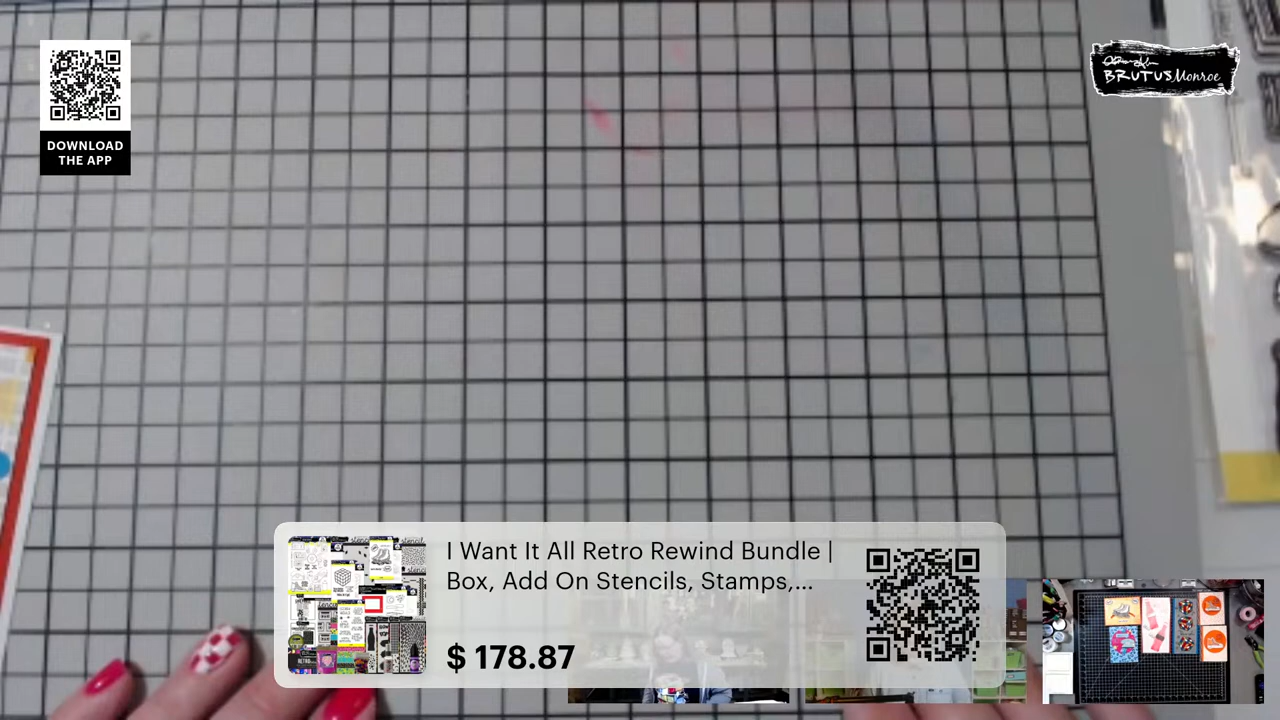 DOWNLOAD
THE APP
BRUTUS Monroe
I Want It All Retro Rewind Bundle |
Box, Add On Stencils, Stamps,...
$ 178.87